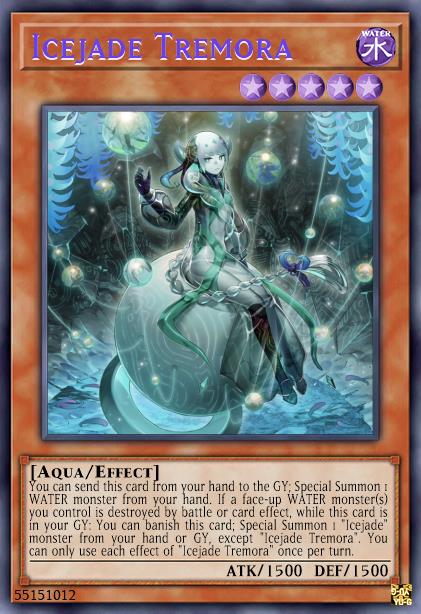 Icejade Tremora
WATER
水
[Aqua/Effect]
You can send this card from your hand to the GY; Special Summon 1
WATER monster from your hand. If a face-up WATER monster(s)
you control is destroyed by battle or card effect, while this card is
in your GY: You can banish this card; Special Summon 1 "Icejade"
monster from your hand or GY, except "Icejade Tremora". You
can only use each effect of "Icejade Tremora" once per turn.
ATK/1500 DEF/1500
55151012